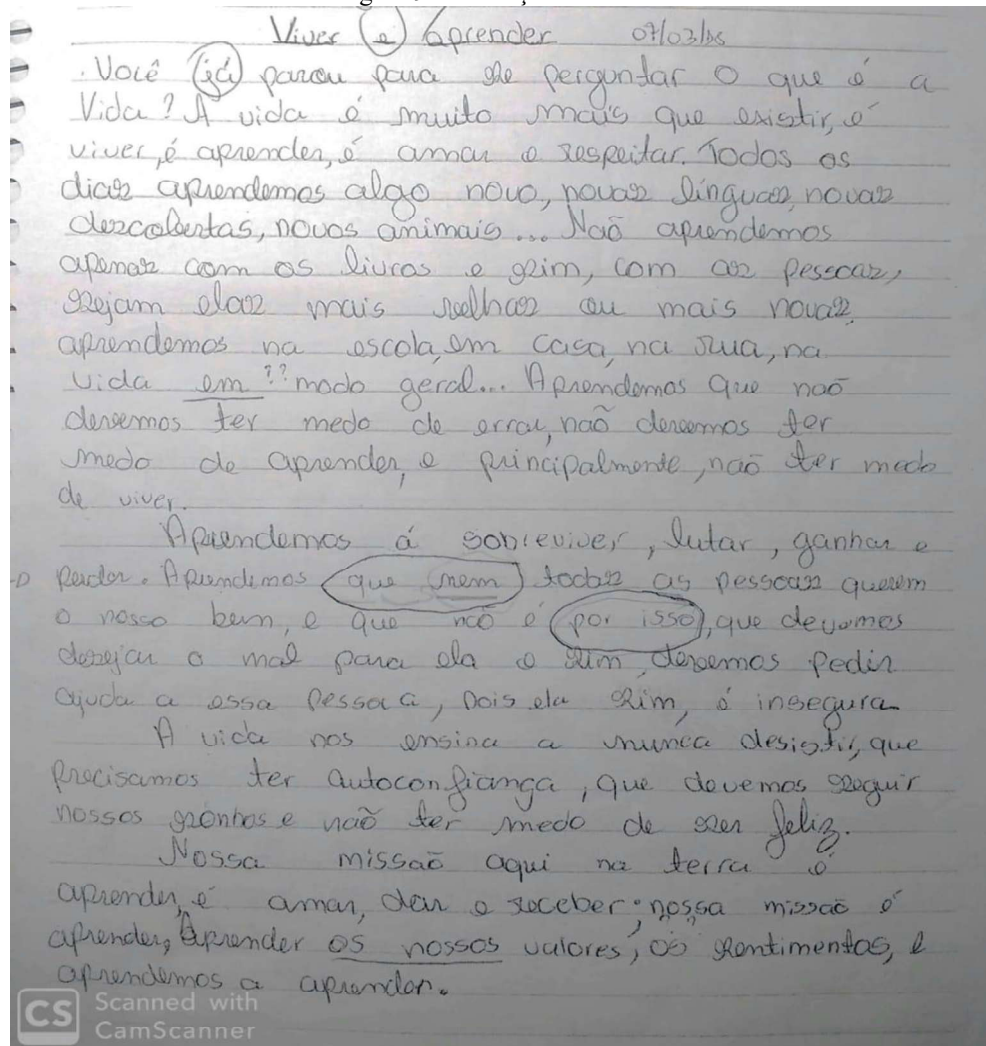 Viver e Aprender 07/03/
Você já parou para se perguntar o que é a
Vida? A vida é muito mais que existir, é
viver, é aprender, é amar e respeitar. Todos os
dias aprendemos algo novo, novas línguas, novas
descobertas, novos animais... Naõ aprendemos
apenas com os livros e sim, com as pessoas,
sejam elas mais velhas ou mais novas.
aprendemos na escola, em casa, na rua, na
vida em ?? modo geral... Aprendemos que naõ
devemos ter medo de errar, naõ devemos ter
medo de aprender, e principalmente, naõ ter medo
de viver.
Aprendemos á sobreviver, lutar, ganhar e
perder. Aprendemos que nem todas as pessoas querem
o nosso bem, e que não é por isso, que devemos
desejar o mal para ela e sim, devemos pedir
ajuda a essa pessoa, pois ela sim, é insegura
A vida nos ensina a nunca desistir, que
precisamos ter autoconfiança, que devemos seguir
nossos sonhos e naõ ter medo de ser feliz.
Nossa missaõ aqui na terra é
aprender, é amar, dar e receber; nossa missaõ é
aprender, Aprender os nossos valores, os sentimentos, e
aprendemos a aprender.
CS Scanned with
CamScanner